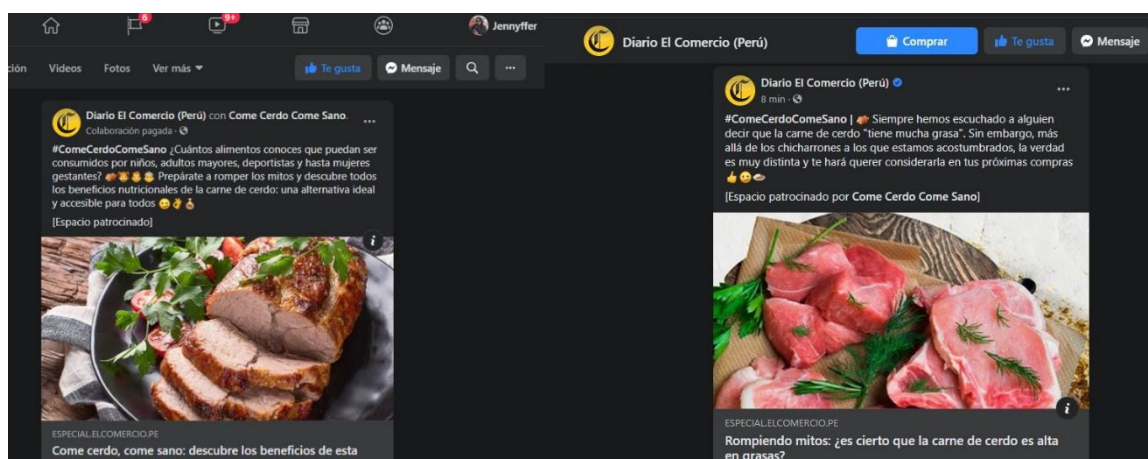 6
9+
Jennyffer
ción Videos Fotos Ver más Te gusta Mensaje
Diario El Comercio (Perú) con Come Cerdo Come Sano.
Colaboración pagada ·
#ComeCerdoComeSano ¿Cuántos alimentos conoces que puedan ser
consumidos por niños, adultos mayores, deportistas y hasta mujeres
gestantes? Prepárate a romper los mitos y descubre todos
los beneficios nutricionales de la carne de cerdo: una alternativa ideal
y accesible para todos
[Espacio patrocinado]
ESPECIAL.ELCOMERCIO.PE
Come cerdo, come sano: descubre los beneficios de esta
Diario El Comercio (Perú) Comprar Te gusta Mensaje
Diario El Comercio (Perú)
8 min ·
#ComeCerdoComeSano | Siempre hemos escuchado a alguien
decir que la carne de cerdo "tiene mucha grasa". Sin embargo, más
allá de los chicharrones a los que estamos acostumbrados, la verdad
es muy distinta y te hará querer considerarla en tus próximas compras
[Espacio patrocinado por Come Cerdo Come Sano]
ESPECIAL.ELCOMERCIO.PE
Rompiendo mitos: ¿es cierto que la carne de cerdo es alta
en grasas?